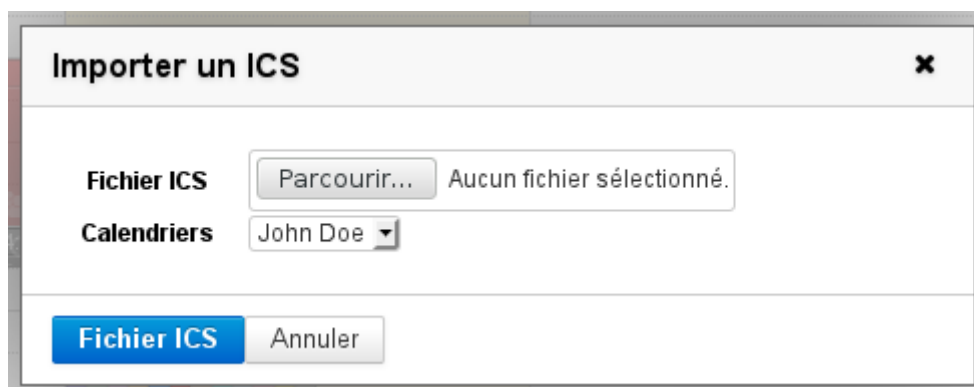 Importer un ICS
Fichier ICS Parcourir... Aucun fichier sélectionné.
Calendriers John Doe
Fichier ICS Annuler